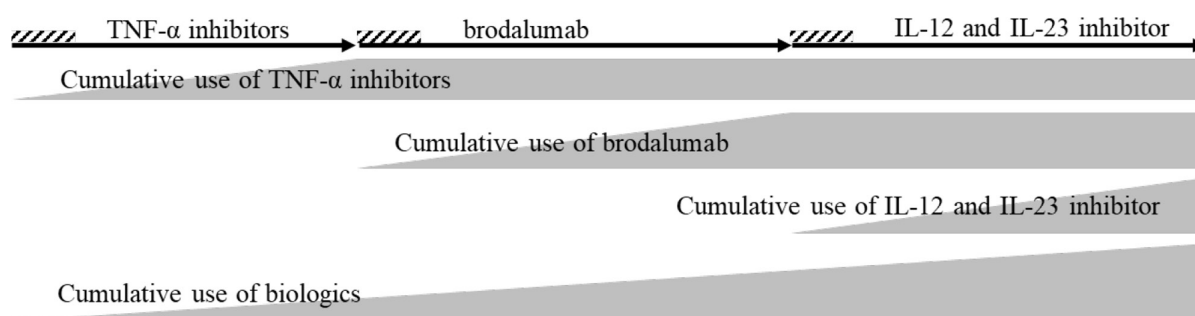 TNF-α inhibitors
brodalumab
IL-12 and IL-23 inhibitor
Cumulative use of TNF-α inhibitors
Cumulative use of brodalumab
Cumulative use of IL-12 and IL-23 inhibitor
Cumulative use of biologics